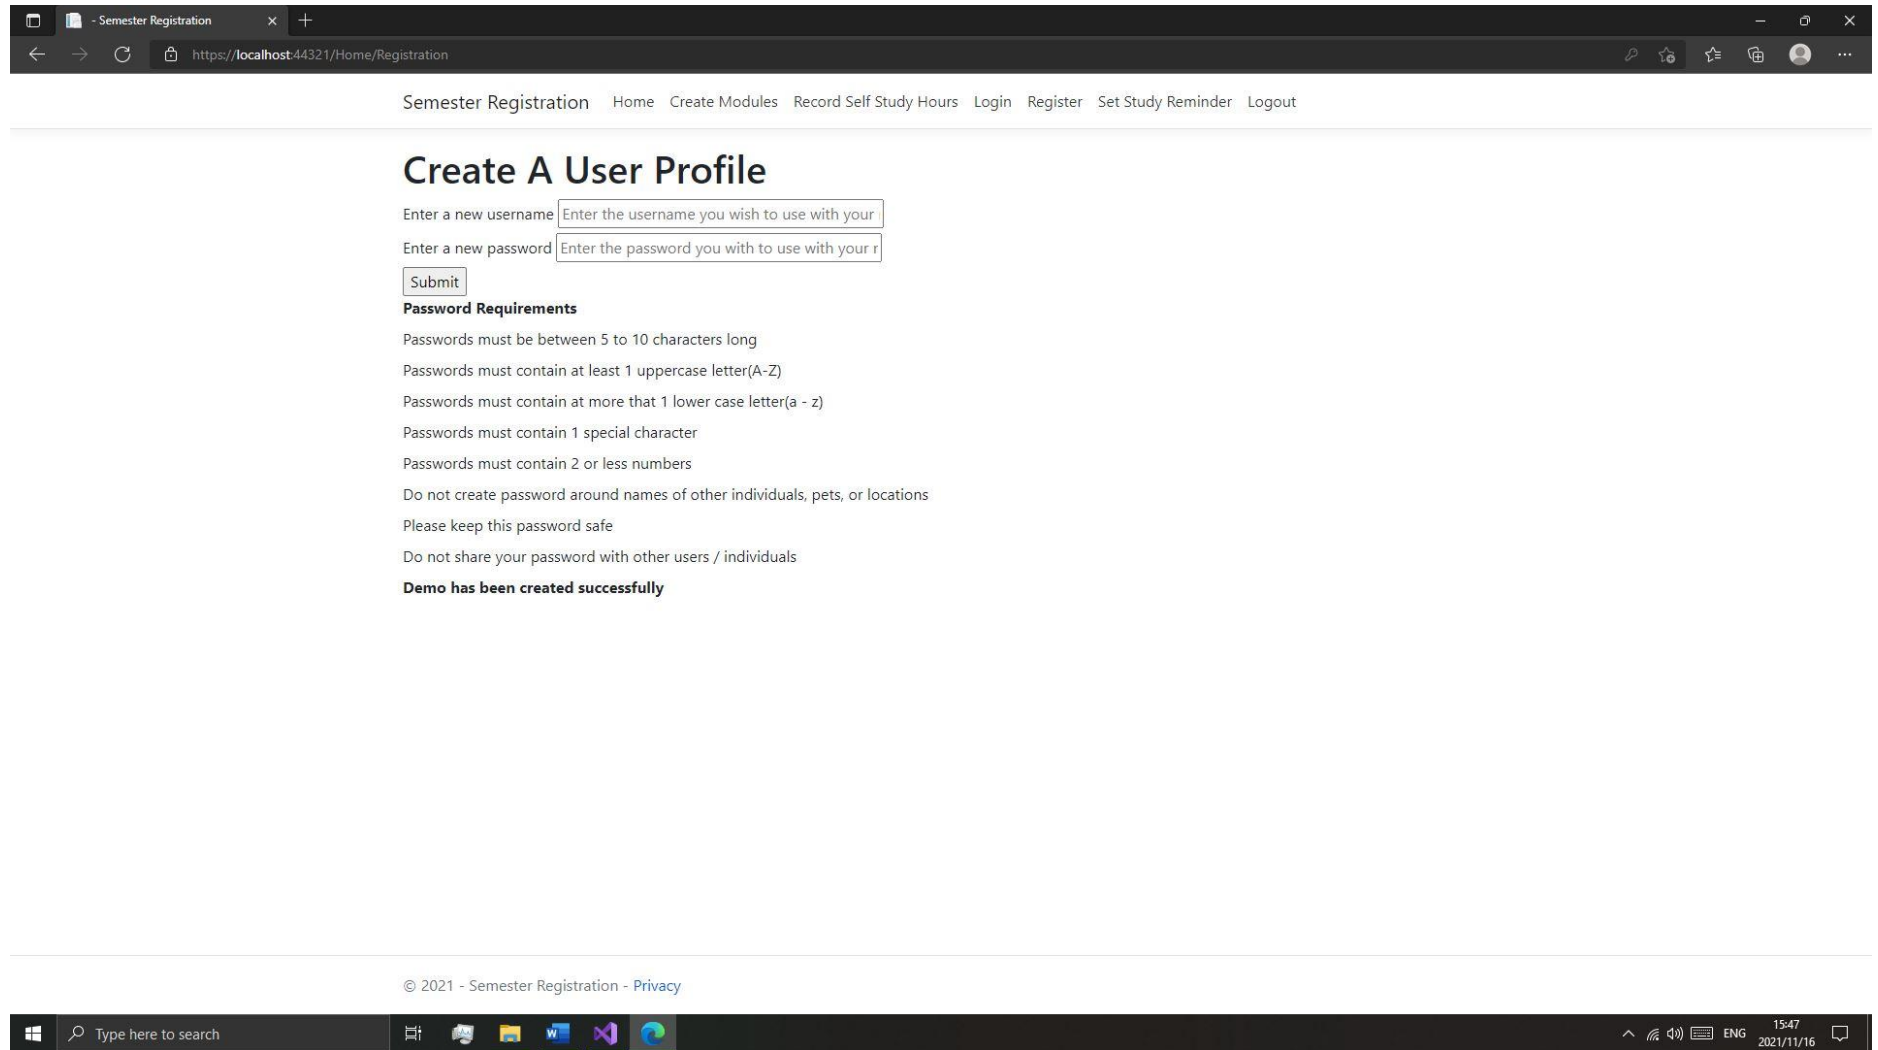 - Semester Registration
https://localhost:44321/Home/Registration
Semester Registration Home Create Modules Record Self Study Hours Login Register Set Study Reminder Logout
Create A User Profile
Enter a new username Enter the username you wish to use with your
Enter a new password Enter the password you with to use with your r
Submit
Password Requirements
Passwords must be between 5 to 10 characters long
Passwords must contain at least 1 uppercase letter(A-Z)
Passwords must contain at more that 1 lower case letter(a - z)
Passwords must contain 1 special character
Passwords must contain 2 or less numbers
Do not create password around names of other individuals, pets, or locations
Please keep this password safe
Do not share your password with other users / individuals
Demo has been created successfully
© 2021 - Semester Registration - Privacy
Type here to search
ENG
15:47
2021/11/16